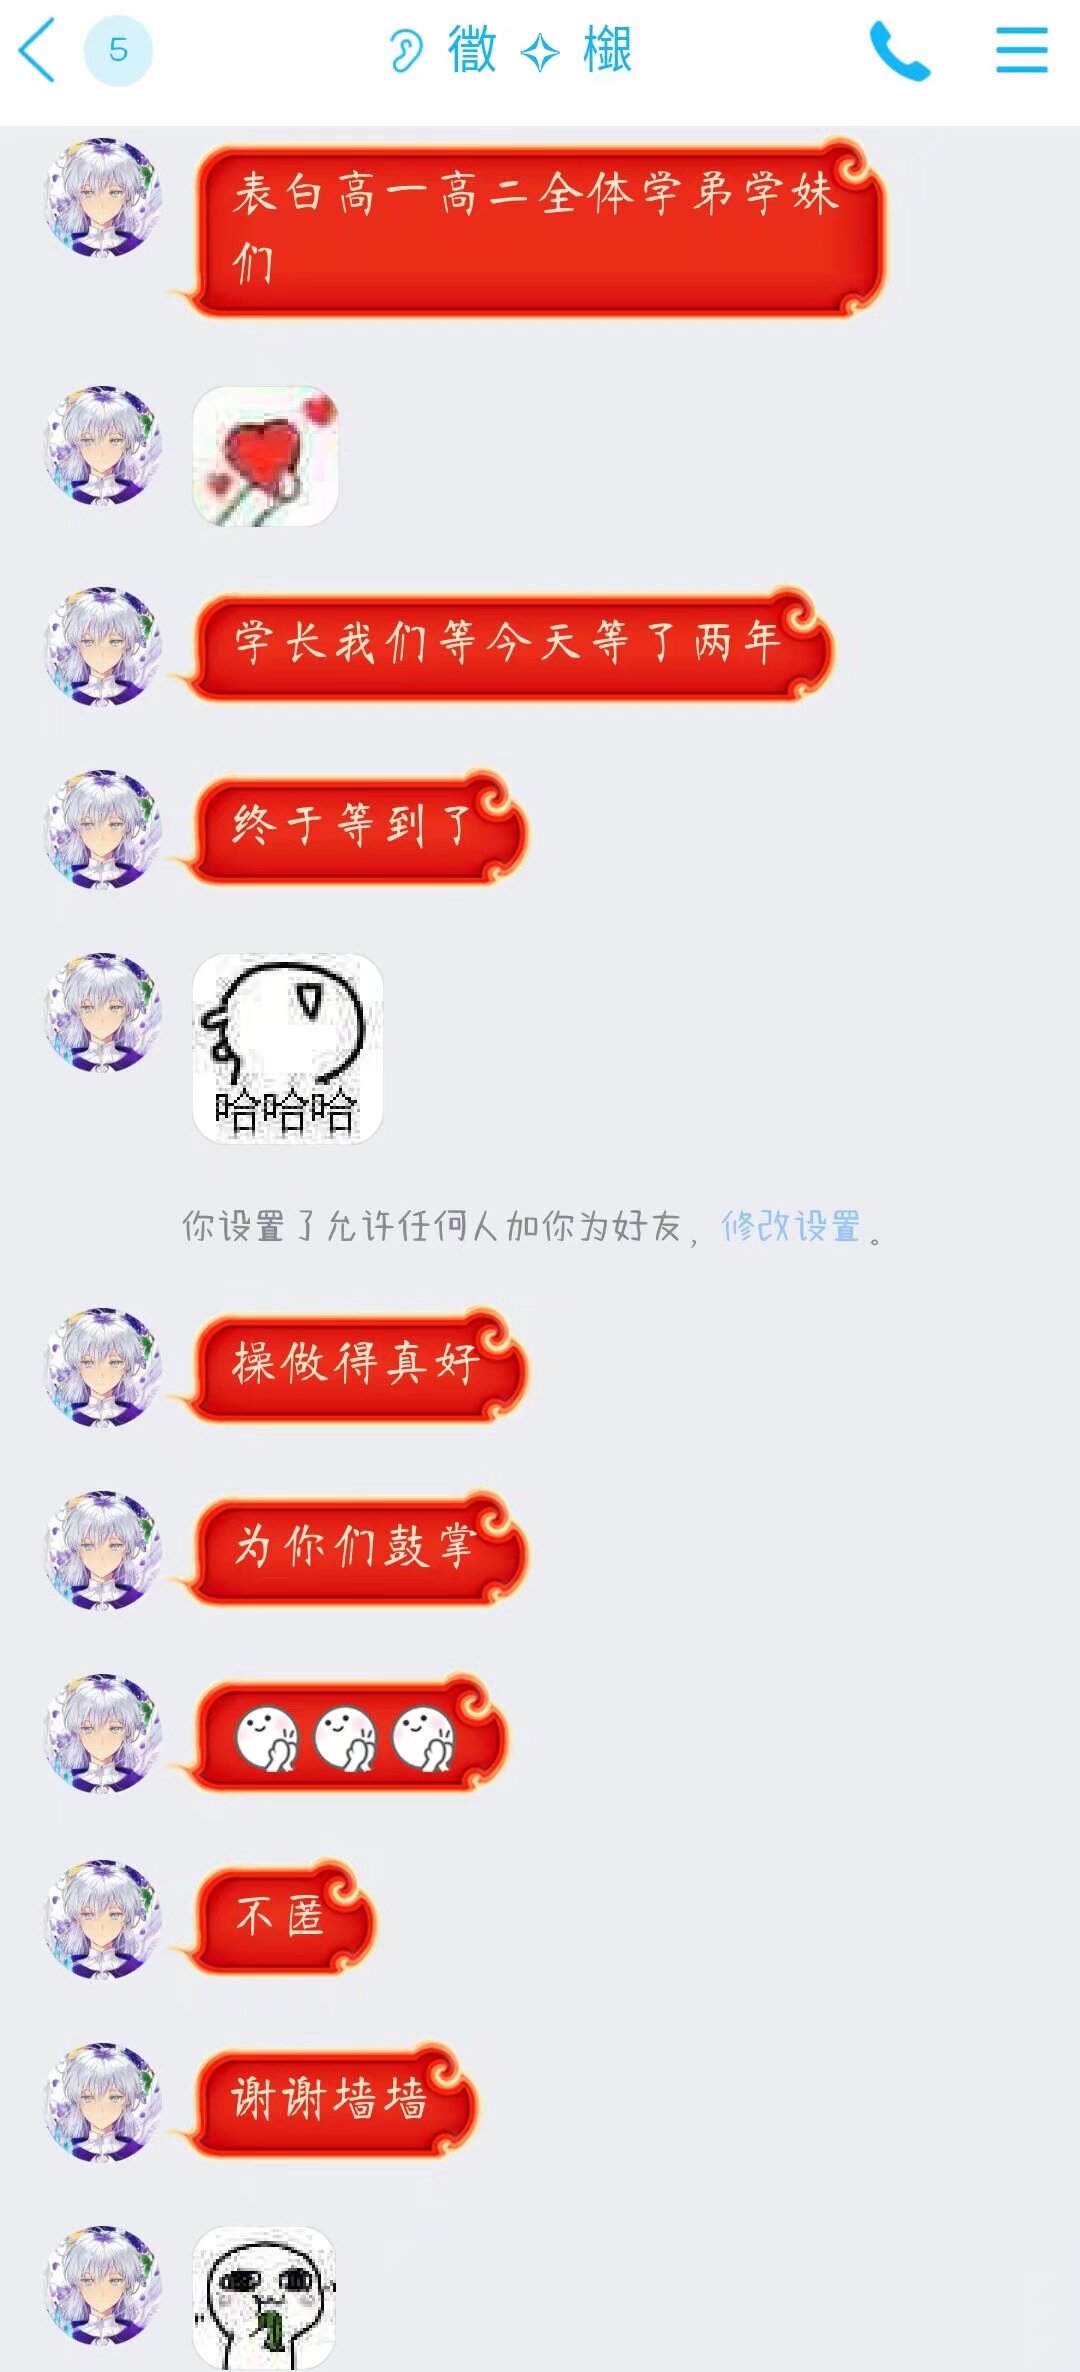 5
徽 ✧ 檭
表白高一高二全体学弟学妹
们
学长我们等今天等了两年
终于等到了
哈哈哈
你设置了允许任何人加你为好友，修改设置。
操做得真好
为你们鼓掌
不匿
谢谢墙墙